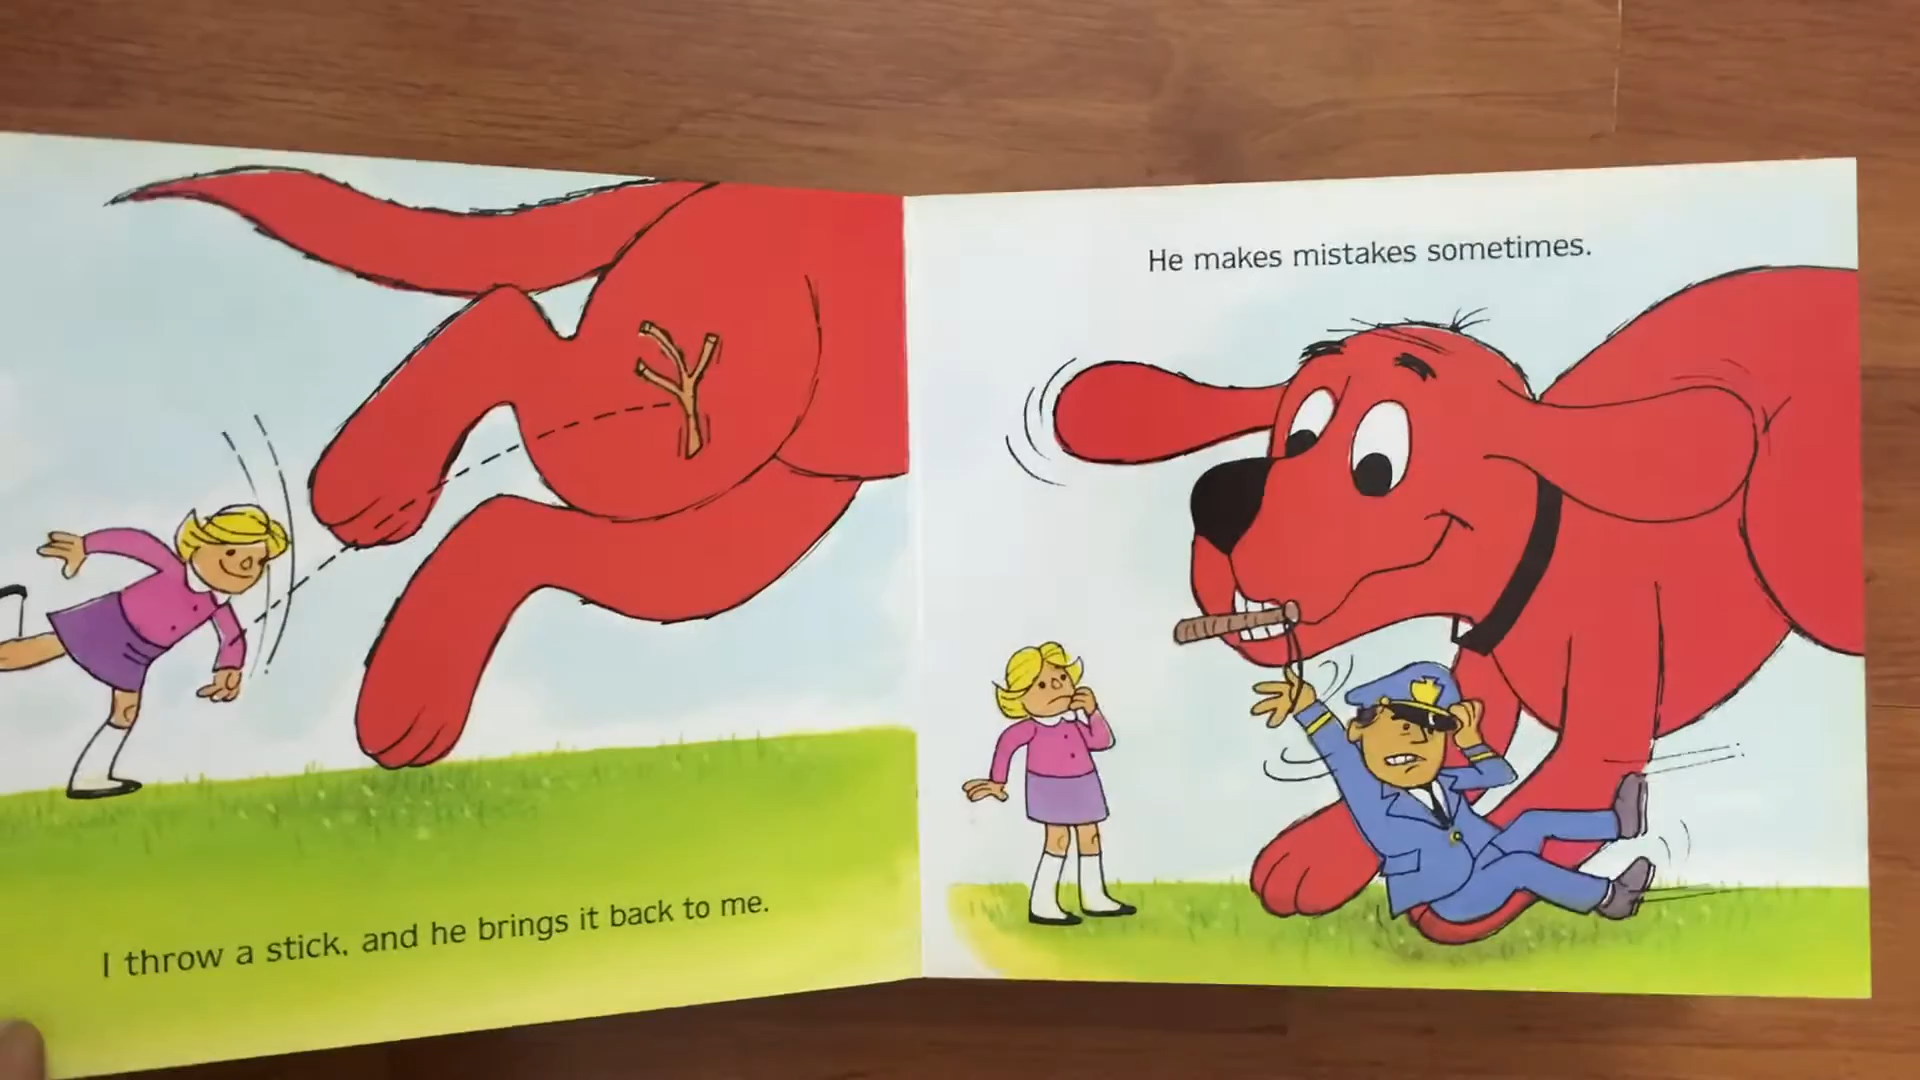 I throw a stick, and he brings it back to me.
He makes mistakes sometimes.